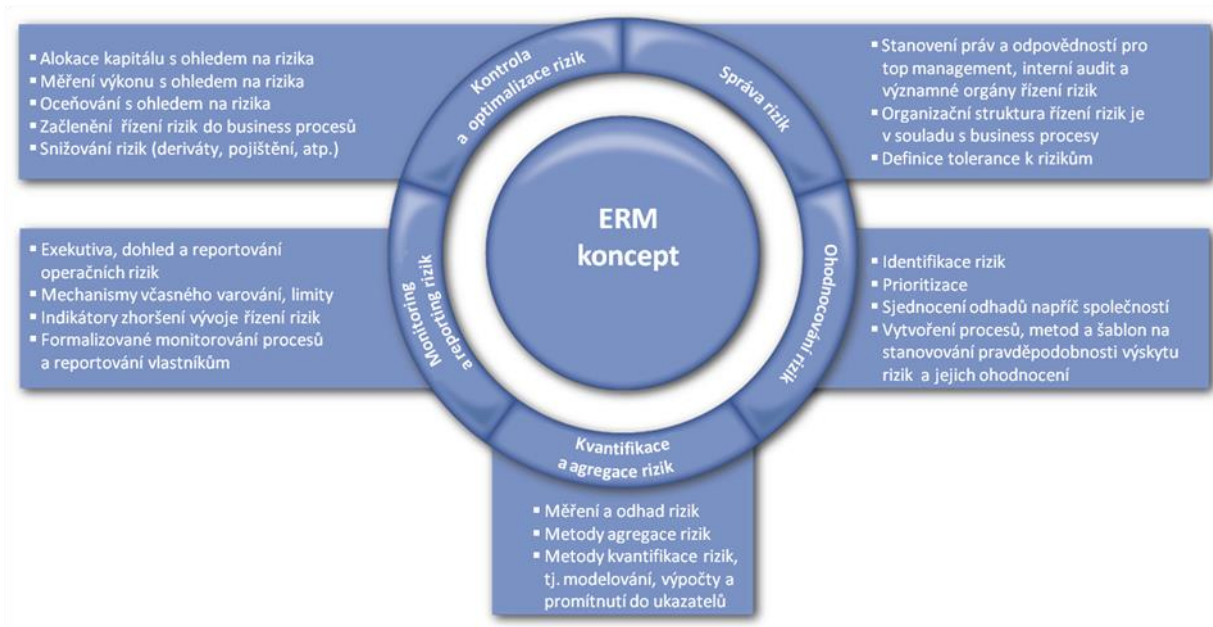 ▪ Alokace kapitálu s ohledem na rizika
▪ Měření výkonu s ohledem na rizika
▪ Oceňování s ohledem na rizika
▪ Začlenění řízení rizik do business procesů
▪ Snižování rizik (deriváty, pojištění, atp.)
Kontrola
a optimalizace rizik
Správa rizik
▪ Stanovení práv a odpovědností pro
top management, interní audit a
významné orgány řízení rizik
▪ Organizační struktura řízení rizik je
v souladu s business procesy
▪ Definice tolerance k rizikům
ERM
koncept
▪ Exekutiva, dohled a reportování
operačních rizik
▪ Mechanismy včasného varování, limity
▪ Indikátory zhoršení vývoje řízení rizik
▪ Formalizované monitorování procesů
a reportování vlastníkům
Monitoring
a reporting rizik
Ohodnocování rizik
▪ Identifikace rizik
▪ Prioritizace
▪ Sjednocení odhadů napříč společností
▪ Vytvoření procesů, metod a šablon na
stanovování pravděpodobnosti výskytu
rizik a jejich ohodnocení
Kvantifikace
a agregace rizik
▪ Měření a odhad rizik
▪ Metody agregace rizik
▪ Metody kvantifikace rizik,
tj. modelování, výpočty a
promítnutí do ukazatelů